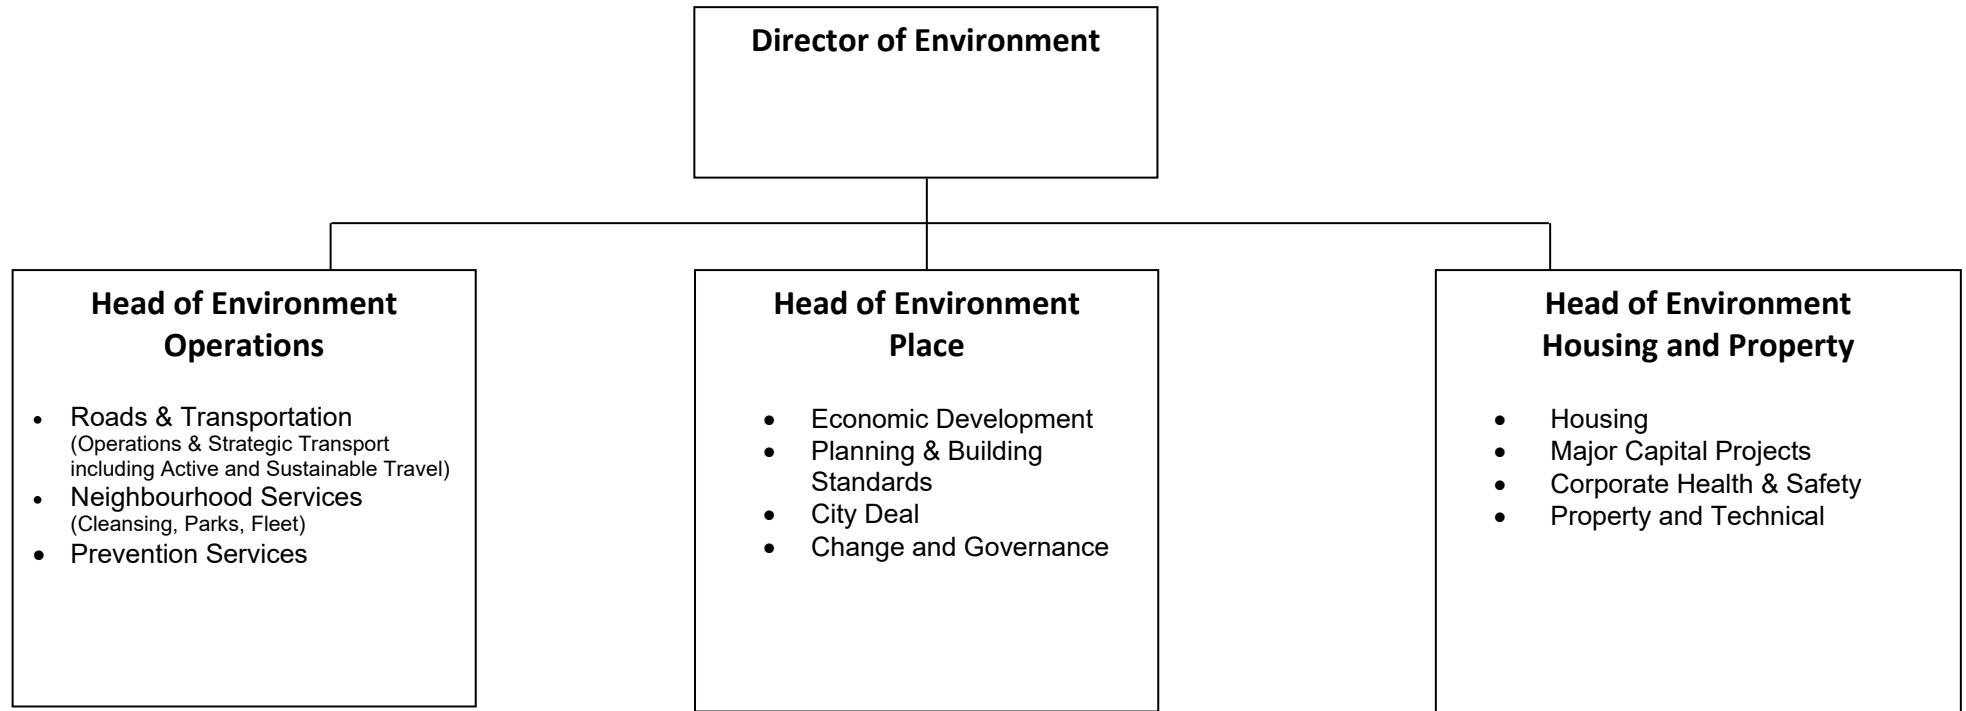 Director of Environment
Head of Environment
Operations
• Roads & Transportation
(Operations & Strategic Transport
including Active and Sustainable Travel)
• Neighbourhood Services
(Cleansing, Parks, Fleet)
• Prevention Services
Head of Environment
Place
• Economic Development
• Planning & Building
Standards
• City Deal
• Change and Governance
Head of Environment
Housing and Property
• Housing
• Major Capital Projects
• Corporate Health & Safety
• Property and Technical